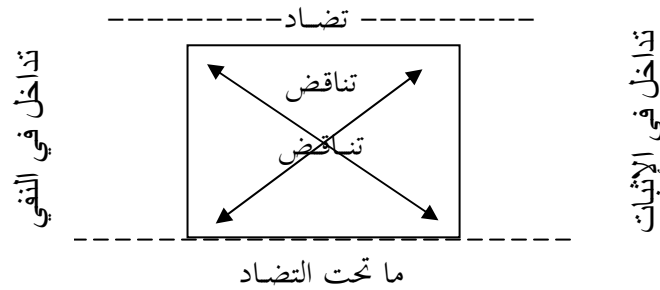 تضاد
تداخل في الإثبات
تناقض
تناقض
تداخل في النفي
ما تحت التضاد